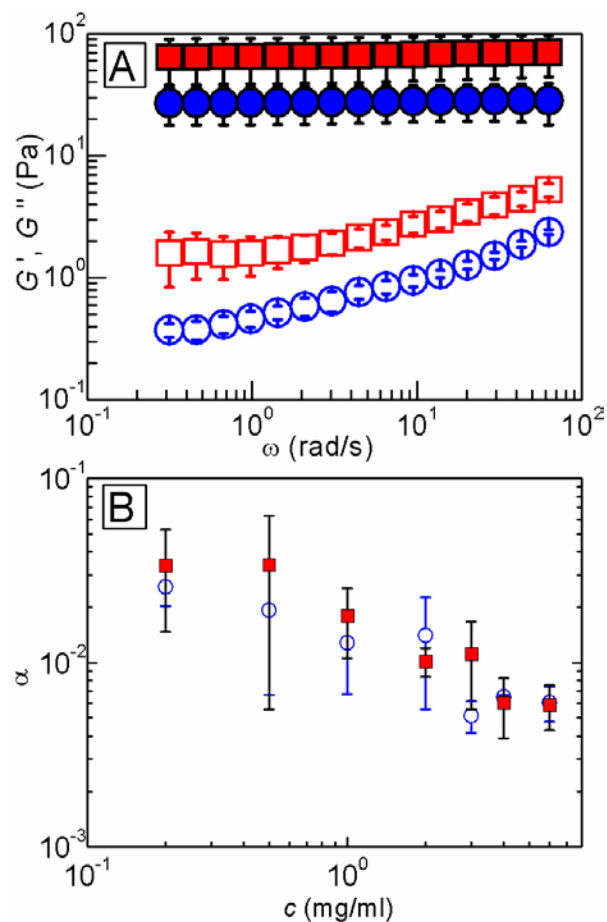 A
10²
10¹
10⁰
10⁻¹
G', G'' (Pa)
10⁻¹ 10⁰ 10¹ 10²
ω (rad/s)
B
10⁻¹
10⁻²
10⁻³
α
10⁻¹ 10⁰
c (mg/ml)